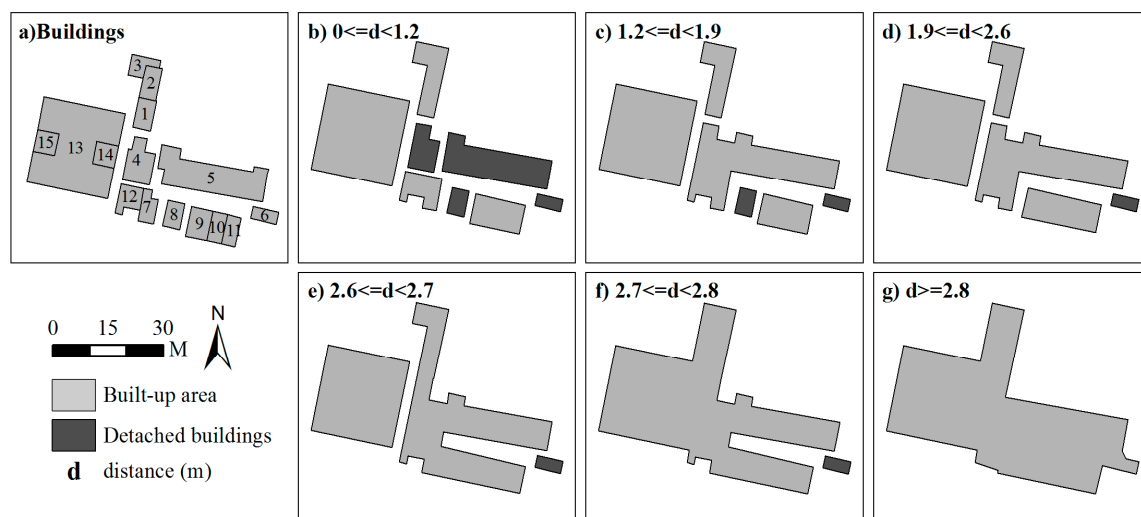 a)Buildings
3
2
1
15
13
14
4
5
12
7
8
9
10
11
6
b) 0<=d<1.2
c) 1.2<=d<1.9
d) 1.9<=d<2.6
0 15 30
M
N
Built-up area
Detached buildings
d distance (m)
e) 2.6<=d<2.7
f) 2.7<=d<2.8
g) d>=2.8